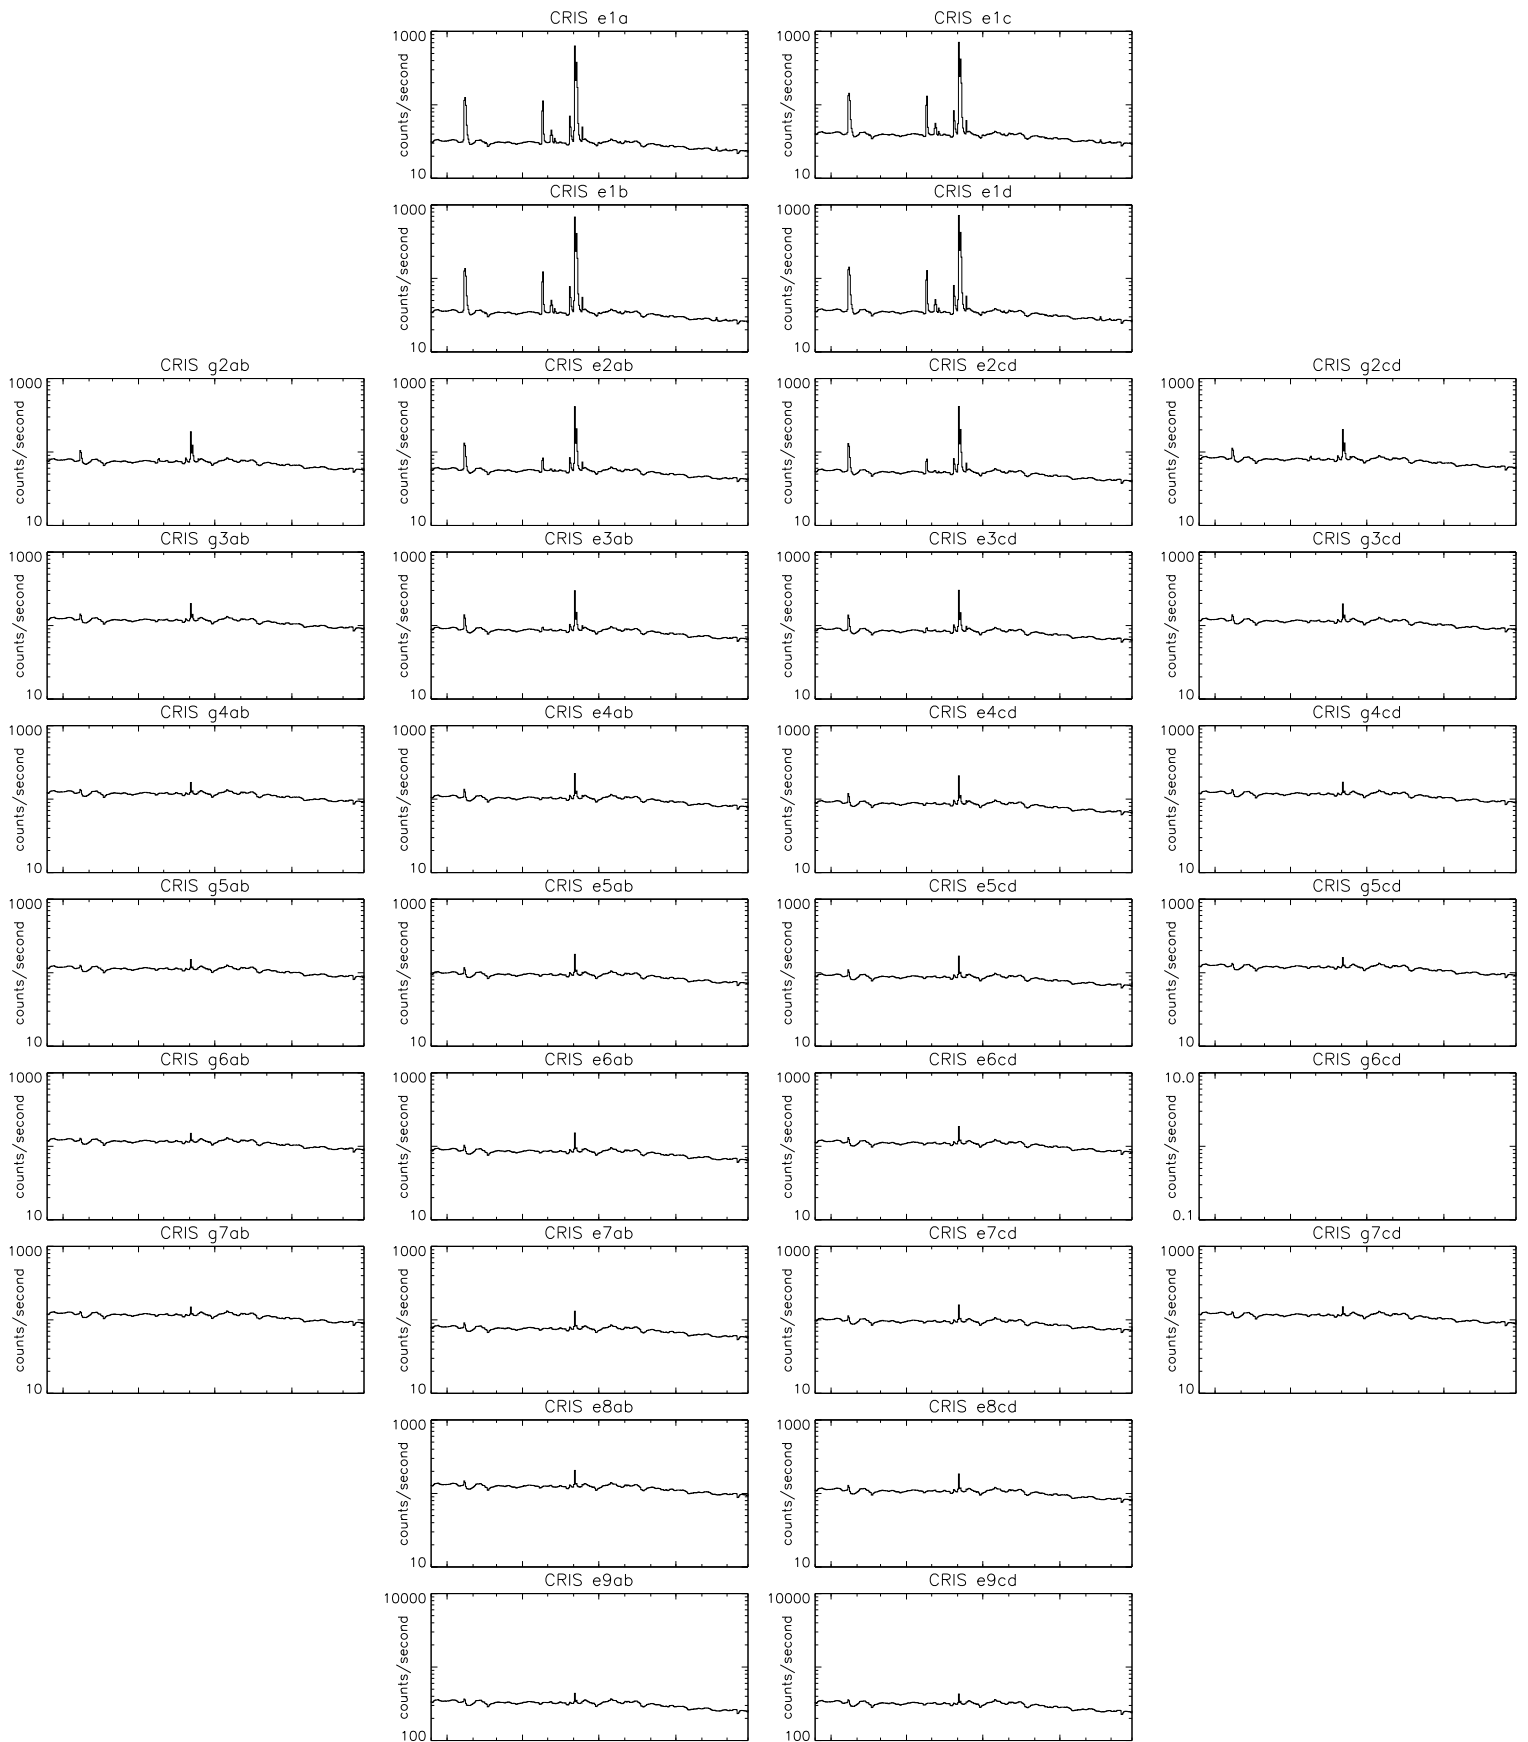 CRIS e1a
CRIS e1c
1000
counts/second
10
1000
counts/second
10
CRIS e1b
CRIS e1d
1000
counts/second
10
1000
counts/second
10
CRIS g2ab
CRIS e2ab
CRIS e2cd
CRIS g2cd
1000
counts/second
10
1000
counts/second
10
1000
counts/second
10
1000
counts/second
10
CRIS g3ab
CRIS e3ab
CRIS e3cd
CRIS g3cd
1000
counts/second
10
1000
counts/second
10
1000
counts/second
10
1000
counts/second
10
CRIS g4ab
CRIS e4ab
CRIS e4cd
CRIS g4cd
1000
counts/second
10
1000
counts/second
10
1000
counts/second
10
1000
counts/second
10
CRIS g5ab
CRIS e5ab
CRIS e5cd
CRIS g5cd
1000
counts/second
10
1000
counts/second
10
1000
counts/second
10
1000
counts/second
10
CRIS g6ab
CRIS e6ab
CRIS e6cd
CRIS g6cd
1000
counts/second
10
1000
counts/second
10
1000
counts/second
10
10.0
counts/second
0.1
CRIS g7ab
CRIS e7ab
CRIS e7cd
CRIS g7cd
1000
counts/second
10
1000
counts/second
10
1000
counts/second
10
1000
counts/second
10
CRIS e8ab
CRIS e8cd
1000
counts/second
10
1000
counts/second
10
CRIS e9ab
CRIS e9cd
10000
counts/second
100
10000
counts/second
100